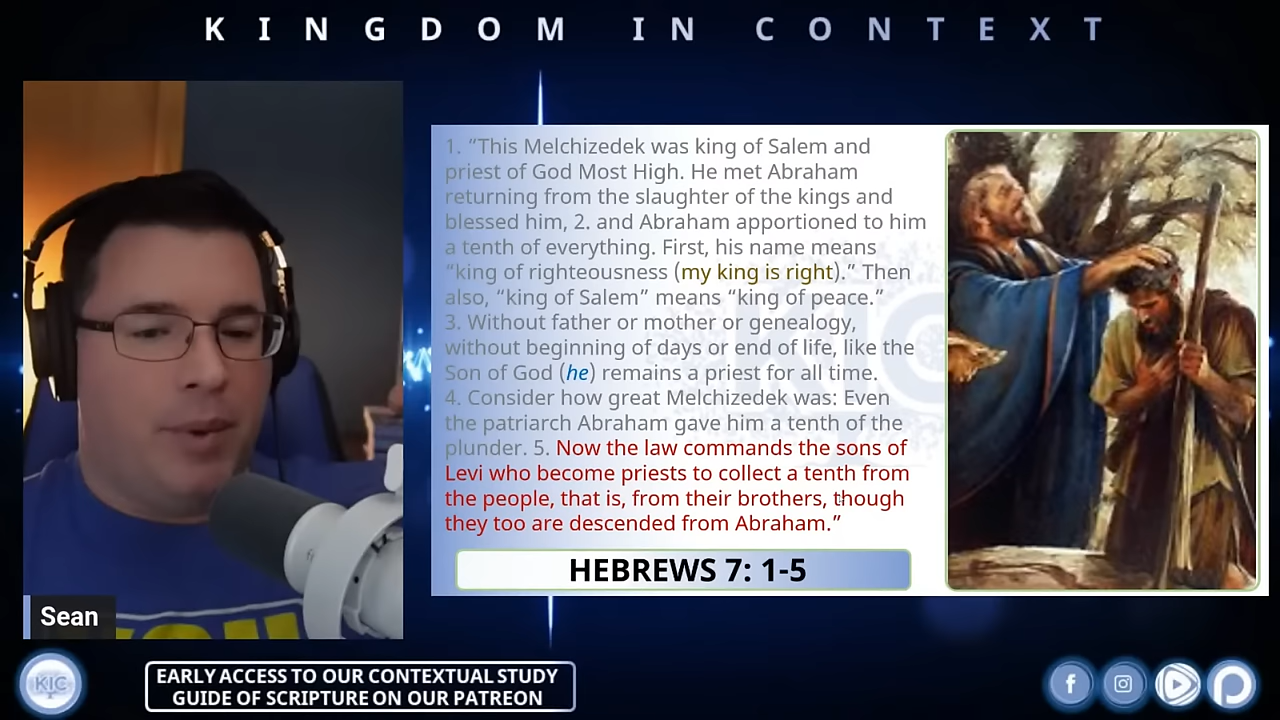 KINGDOM IN CONTEXT
1. “This Melchizedek was king of Salem and
priest of God Most High. He met Abraham
returning from the slaughter of the kings and
blessed him, 2. and Abraham apportioned to him
a tenth of everything. First, his name means
“king of righteousness (my king is right).” Then
also, “king of Salem” means “king of peace.”
3. Without father or mother or genealogy,
without beginning of days or end of life, like the
Son of God (he) remains a priest for all time.
4. Consider how great Melchizedek was: Even
the patriarch Abraham gave him a tenth of the
plunder. 5. Now the law commands the sons of
Levi who become priests to collect a tenth from
the people, that is, from their brothers, though
they too are descended from Abraham.”
HEBREWS 7: 1-5
Sean
KIC
EARLY ACCESS TO OUR CONTEXTUAL STUDY
GUIDE OF SCRIPTURE ON OUR PATREON